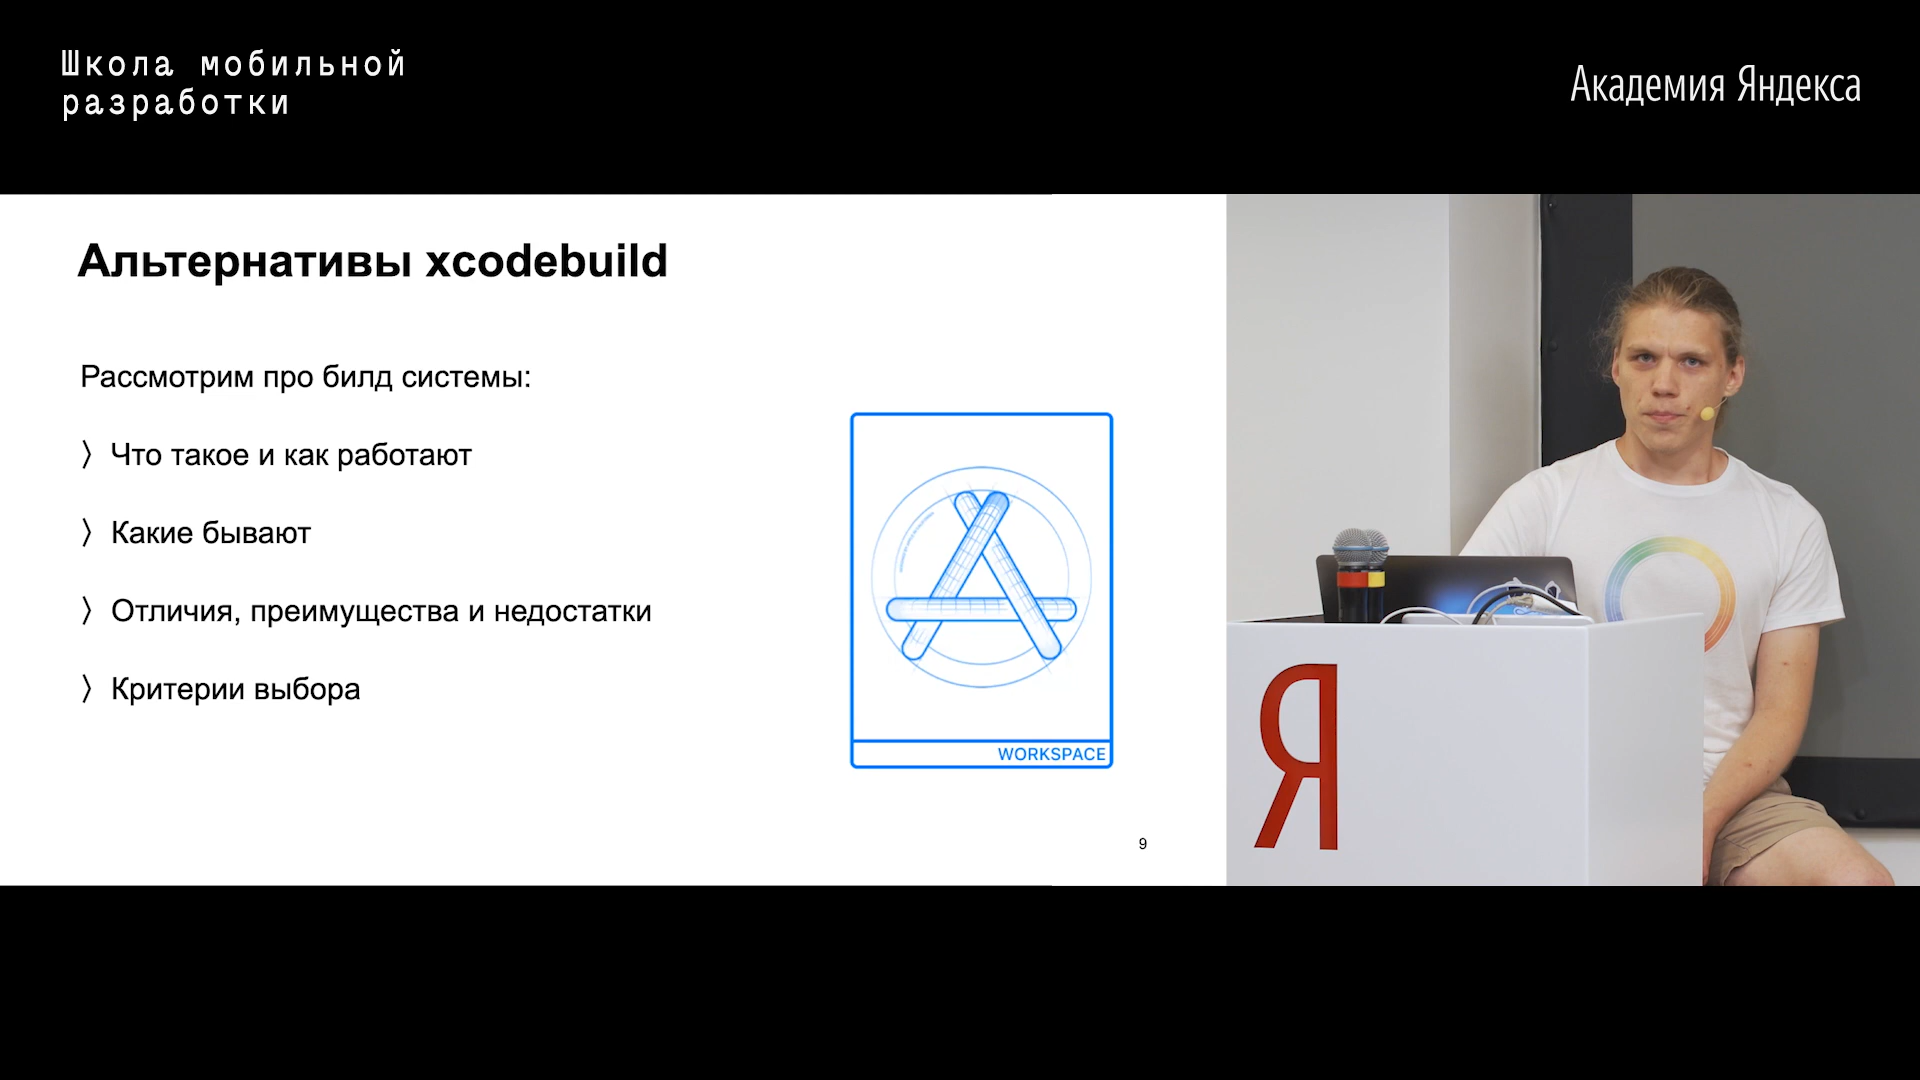 Школа мобильной
разработки
Академия Яндекса
Альтернативы xcodebuild
Рассмотрим про билд системы:
〉Что такое и как работают
〉Какие бывают
〉Отличия, преимущества и недостатки
〉Критерии выбора
WORKSPACE
9
Я